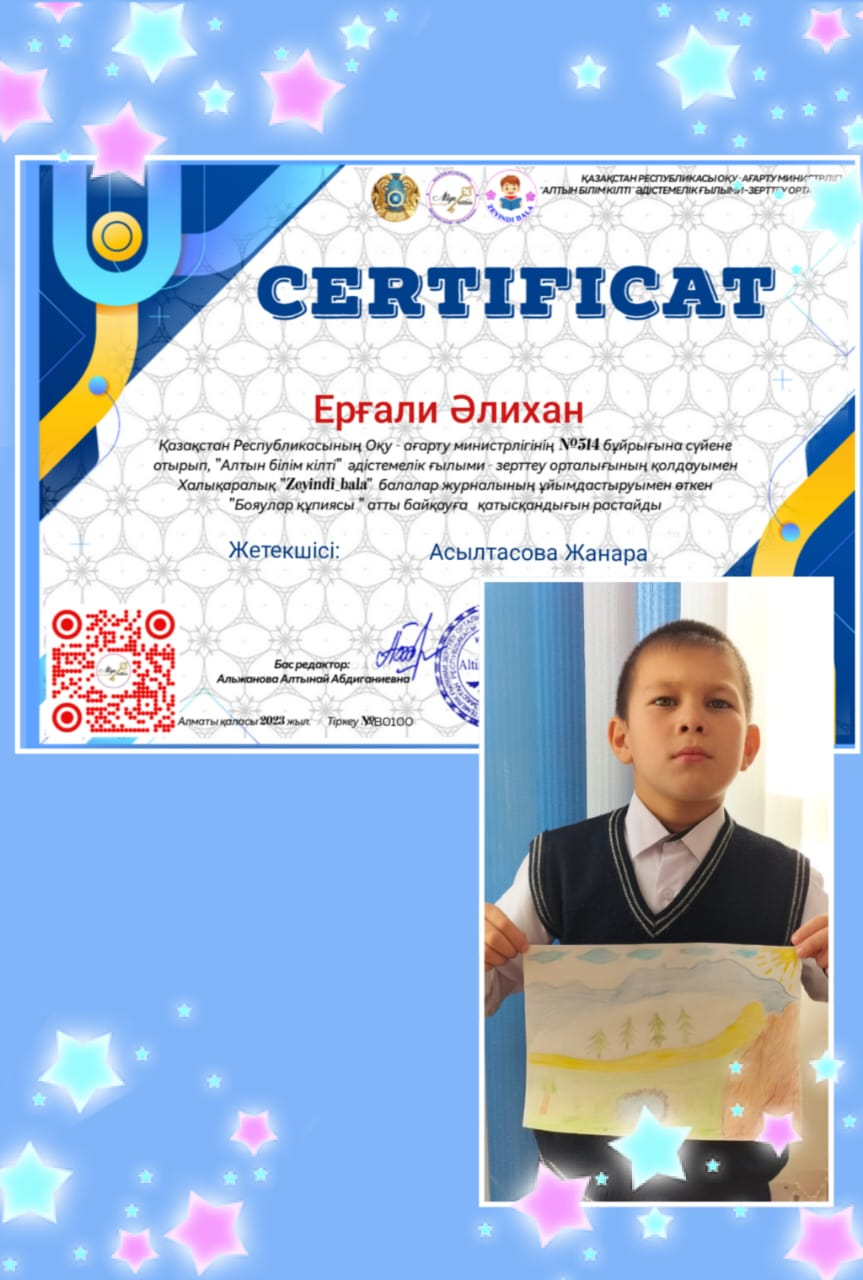 ҚАЗАҚСТАН РЕСПУБЛИКАСЫ ОҚУ-АҒАРТУ МИНИСТРЛІГІ
"АЛТЫН БІЛІМ КІЛТІ" ӘДІСТЕМЕЛІК ҒЫЛЫМИ-ЗЕРТТЕУ ОРТА
ZEYINDI BALA
CERTIFICAT
Ерғали Әлихан
Қазақстан Республикасының Оқу - ағарту министрлігінің №514 бұйрығына сүйене
отырып, "Алтын білім кілті" әдістемелік ғылыми - зерттеу орталығының қолдауымен
Халықаралық "Zeyindi_bala" балалар журналының ұйымдастыруымен өткен
"Бояулар құпиясы " атты байқауға қатысқандығын растайды
Жетекшісі: Асылтасова Жанара
Бас редактор:
Альжанова Алтынай Абдиганиевна
Алматы қаласы 2023 жыл. Тіркеу №B0100